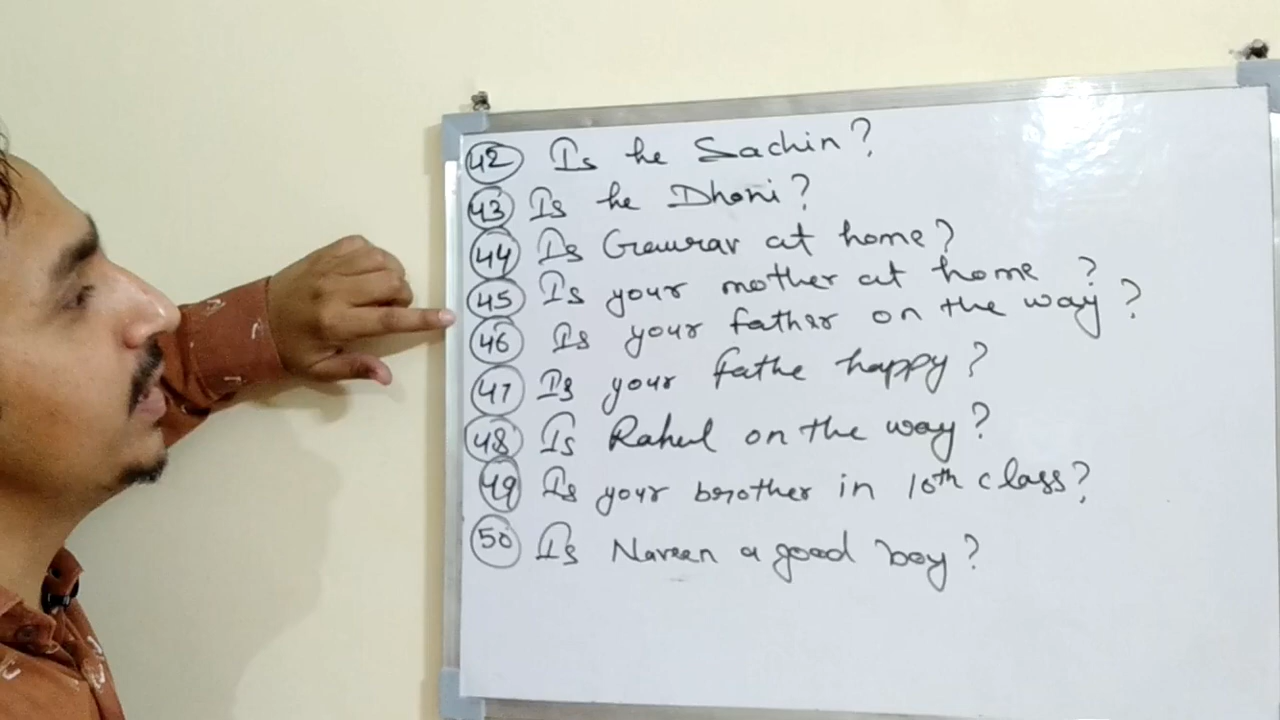 42 Is he Sachin?
43 Is he Dhoni?
44 Is Gaurav at home?
45 Is your mother at home ?
46 Is your father on the way ?
47 Is your fathe happy?
48 Is Rahul on the way?
49 Is your brother in 10th class?
50 Is Naveen a good boy?